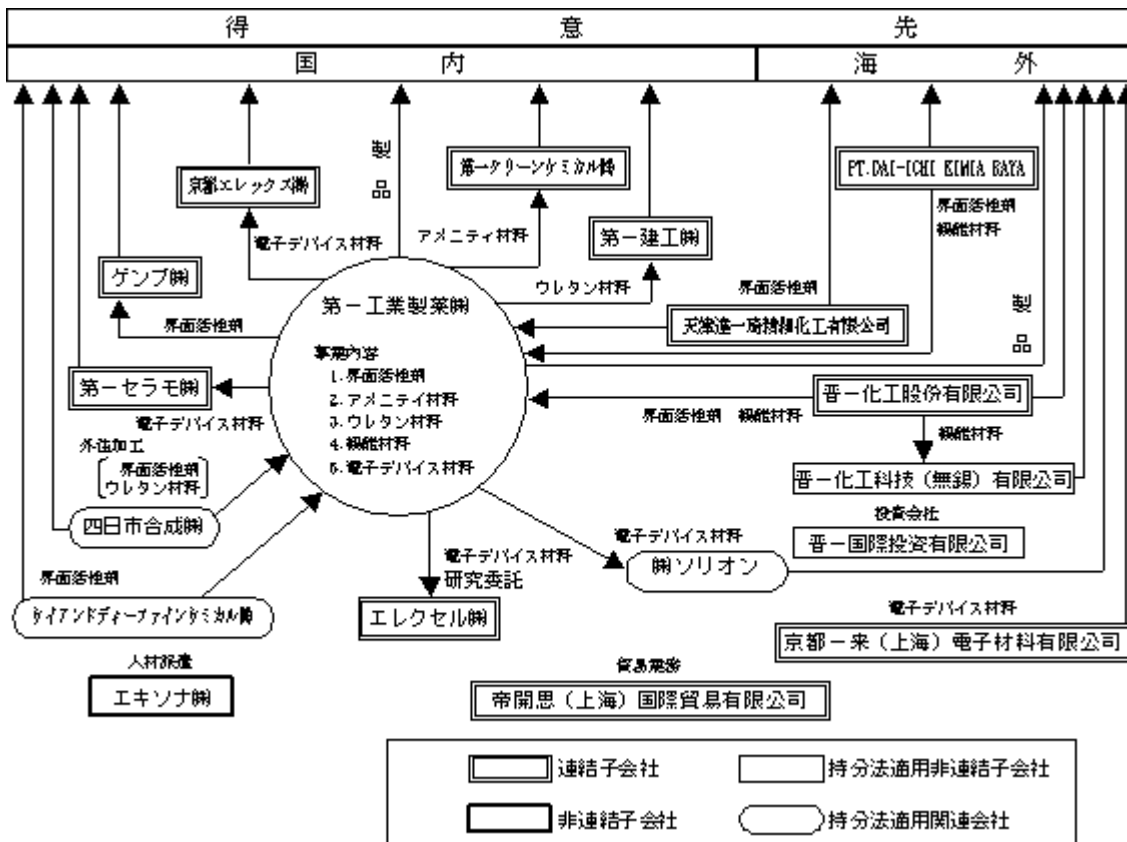 得意先
国内
海外
製品
京都エレックス㈱
第一クリーンケミカル㈱
PT.DAI-ICHI KIMIA RAYA
界面活性剤
機能材料
電子デバイス材料
アメニティ材料
第一建工㈱
ゲンブ㈱
ウレタン材料
界面活性剤
製品
第一工業製薬㈱
界面活性剤
天津達一琦精細化工有限公司
事業内容
1.界面活性剤
2.アメニティ材料
3.ウレタン材料
4.機能材料
5.電子デバイス材料
第一セラモ㈱
電子デバイス材料
晋一化工股份有限公司
界面活性剤 機能材料
機能材料
外注加工
界面活性剤
ウレタン材料
晋一化工科技（無錫）有限公司
四日市合成㈱
投資会社
晋一国際投資有限公司
電子デバイス材料
㈱ソリオン
電子デバイス材料
研究委託
界面活性剤
ケイアンドディーファインケミカル㈱
エレクセル㈱
電子デバイス材料
京都一来（上海）電子材料有限公司
人材派遣
エキソナ㈱
貿易業務
帝開思（上海）国際貿易有限公司
連結子会社
持分法適用非連結子会社
非連結子会社
持分法適用関連会社